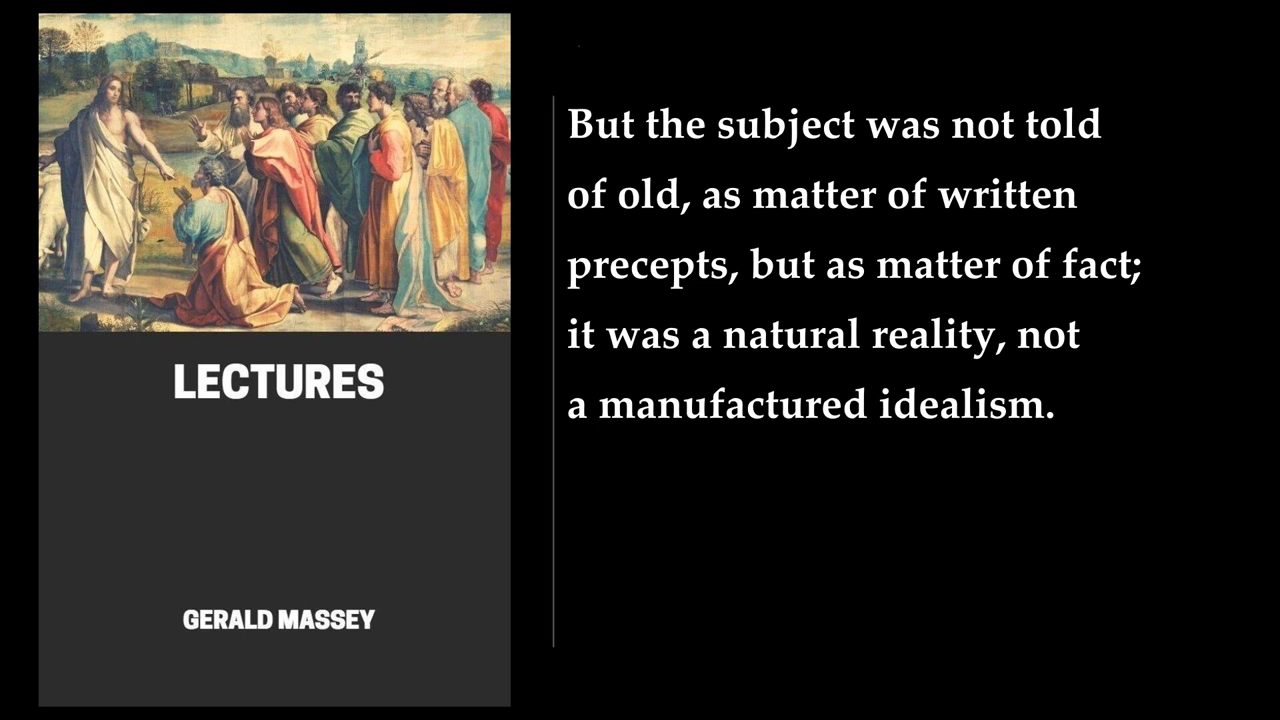 LECTURES
GERALD MASSEY
But the subject was not told
of old, as matter of written
precepts, but as matter of fact;
it was a natural reality, not
a manufactured idealism.